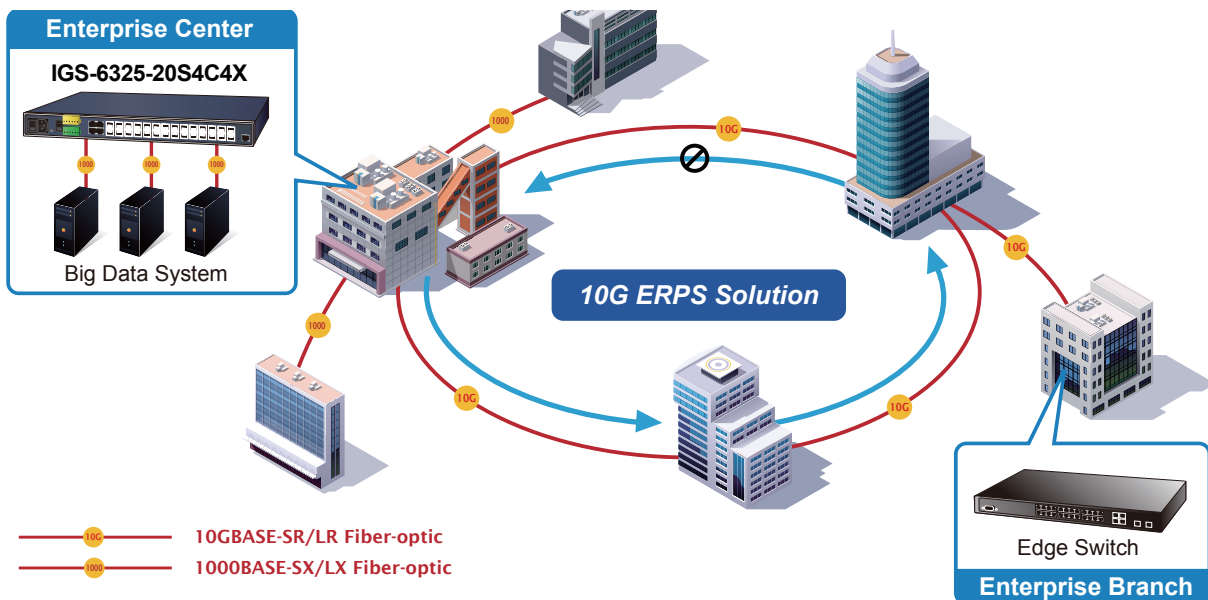 Enterprise Center
IGS-6325-20S4C4X
1000
1000
1000
Big Data System
1000
10G
10G
1000
10G ERPS Solution
10G
10G
10G
10GBASE-SR/LR Fiber-optic
1000
1000BASE-SX/LX Fiber-optic
Edge Switch
Enterprise Branch